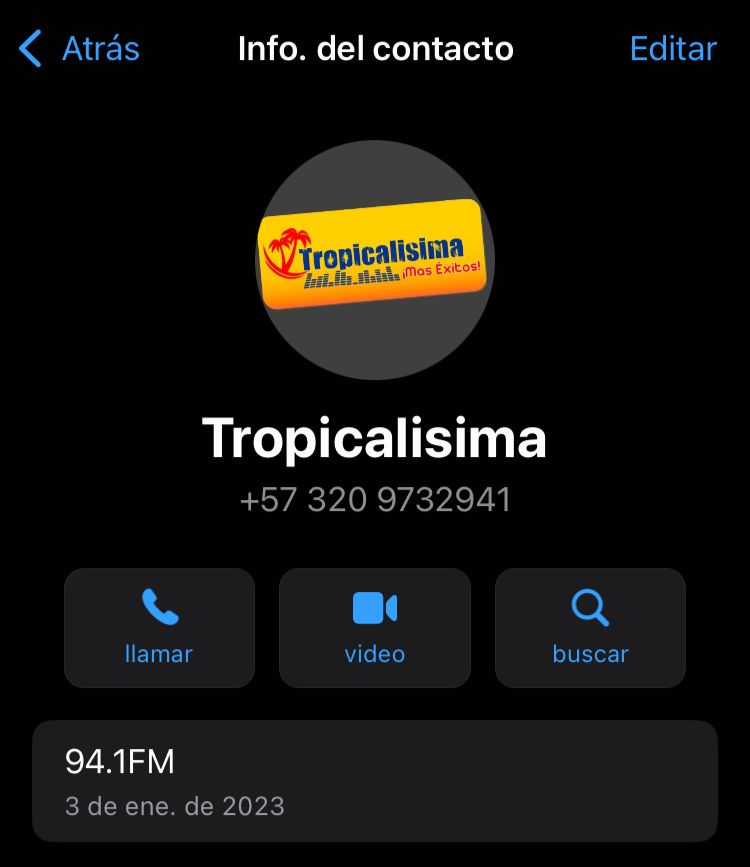 Atrás Info. del contacto Editar
Tropicalisima
¡Mas Éxitos!
Tropicalisima
+57 320 9732941
llamar video buscar
94.1FM
3 de ene. de 2023